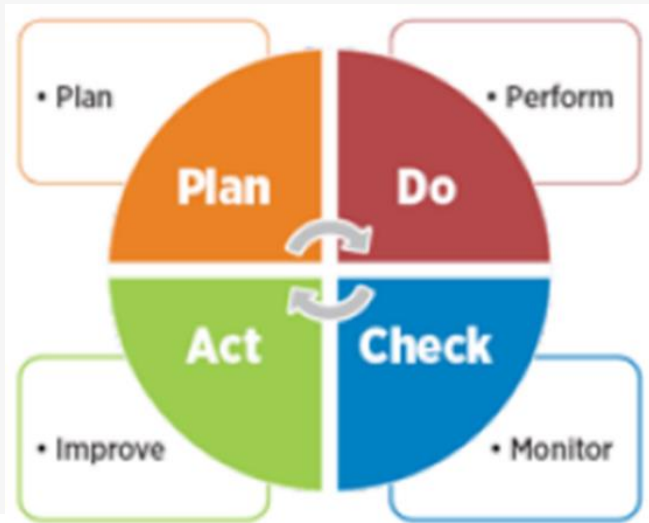 • Plan
• Perform
Plan
Do
Act
Check
• Improve
• Monitor